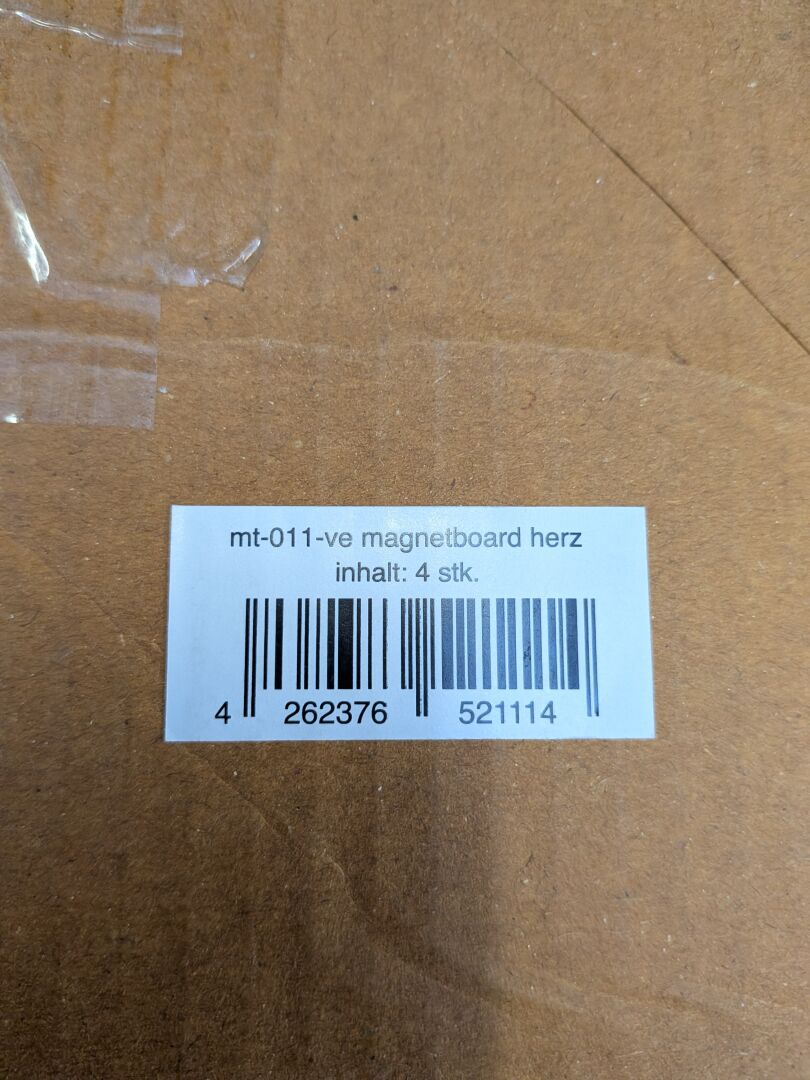 mt-011-ve magnetboard herz
inhalt: 4 stk.
4 262376 521114